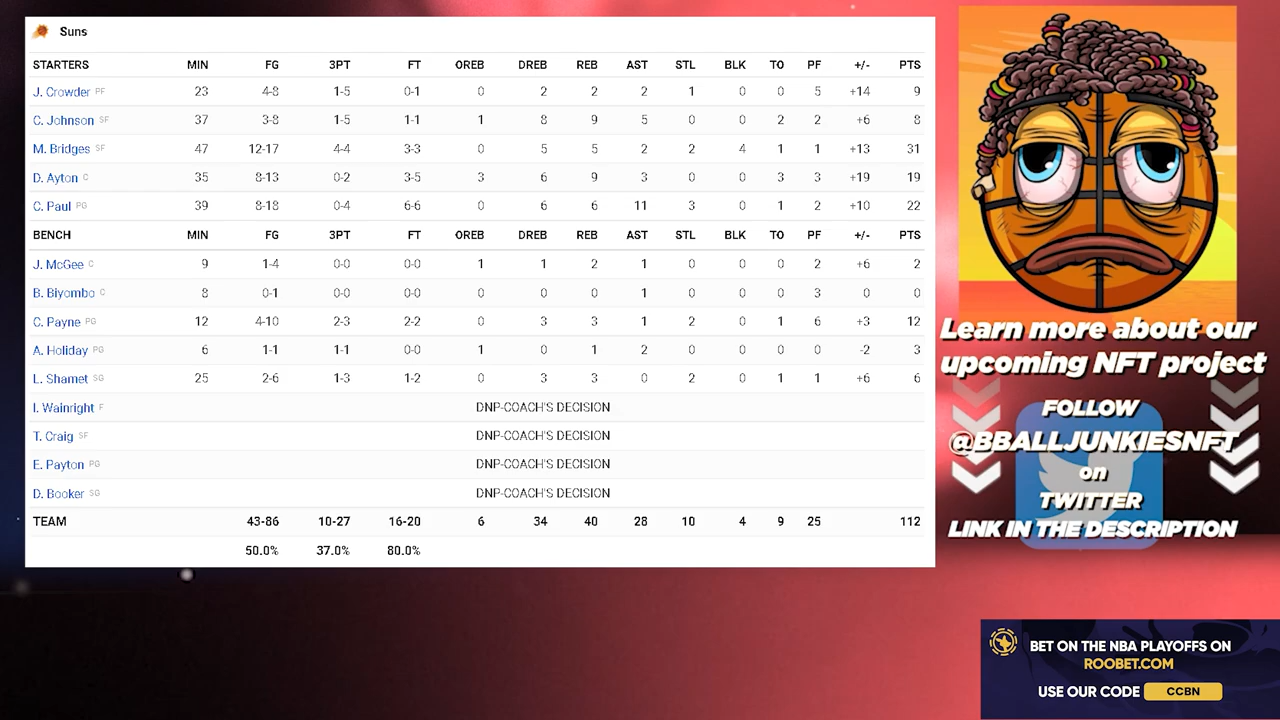 Suns
STARTERS MIN FG 3PT FT OREB DREB REB AST STL BLK TO PF +/- PTS
J. Crowder PF 23 4-8 1-5 0-1 0 2 2 2 1 0 0 5 +14 9
C. Johnson SF 37 3-8 1-5 1-1 1 8 9 5 0 0 2 2 +6 8
M. Bridges SF 47 12-17 4-4 3-3 0 5 5 2 2 4 1 1 +13 31
D. Ayton C 35 8-13 0-2 3-5 3 6 9 3 0 0 3 3 +19 19
C. Paul PG 39 8-18 0-4 6-6 0 6 6 11 3 0 1 2 +10 22
BENCH MIN FG 3PT FT OREB DREB REB AST STL BLK TO PF +/- PTS
J. McGee C 9 1-4 0-0 0-0 1 1 2 1 0 0 0 2 +6 2
B. Biyombo C 8 0-1 0-0 0-0 0 0 0 1 0 0 0 3 0 0
C. Payne PG 12 4-10 2-3 2-2 0 3 3 1 2 0 1 6 +3 12
A. Holiday PG 6 1-1 1-1 0-0 1 0 1 2 0 0 0 0 -2 3
L. Shamet SG 25 2-6 1-3 1-2 0 3 3 0 2 0 1 1 +6 6
I. Wainright F DNP-COACH'S DECISION
T. Craig SF DNP-COACH'S DECISION
E. Payton PG DNP-COACH'S DECISION
D. Booker SG DNP-COACH'S DECISION
TEAM 43-86 10-27 16-20 6 34 40 28 10 4 9 25 112
50.0% 37.0% 80.0%
Learn more about our
upcoming NFT project
FOLLOW
@BBALLJUNKIESNFT
on
TWITTER
LINK IN THE DESCRIPTION
BET ON THE NBA PLAYOFFS ON
ROOBET.COM
USE OUR CODE CCBN